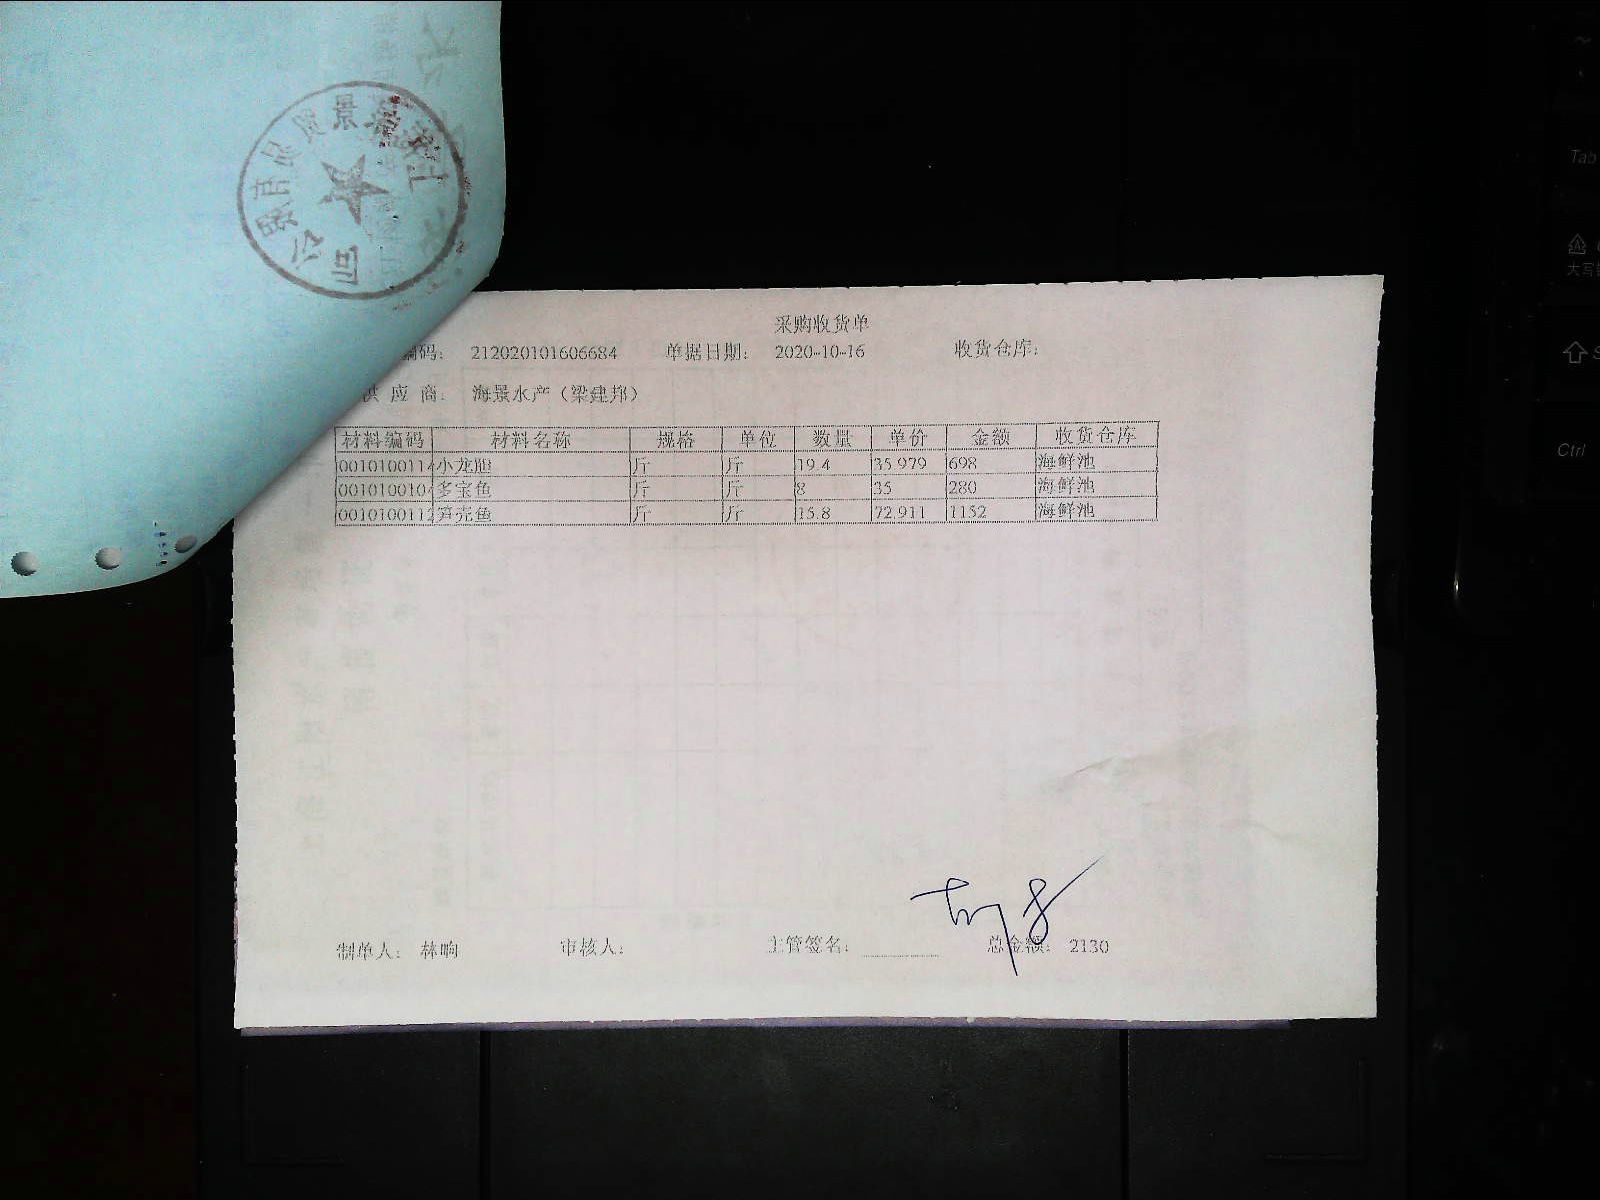 采购收货单
编码： 212020101606684 单据日期： 2020-10-16 收货仓库：
供 应 商： 海景水产（梁建邦）
材料编码 材料名称 规格 单位 数量 单价 金额 收货仓库
0010100114 小龙胆 斤 斤 19.4 35.979 698 海鲜池
001010010 多宝鱼 斤 斤 8 35 280 海鲜池
0010100112 笋壳鱼 斤 斤 15.8 72.911 1152 海鲜池
制单人： 林晌 审核人： 主管签名： 总金额： 2130